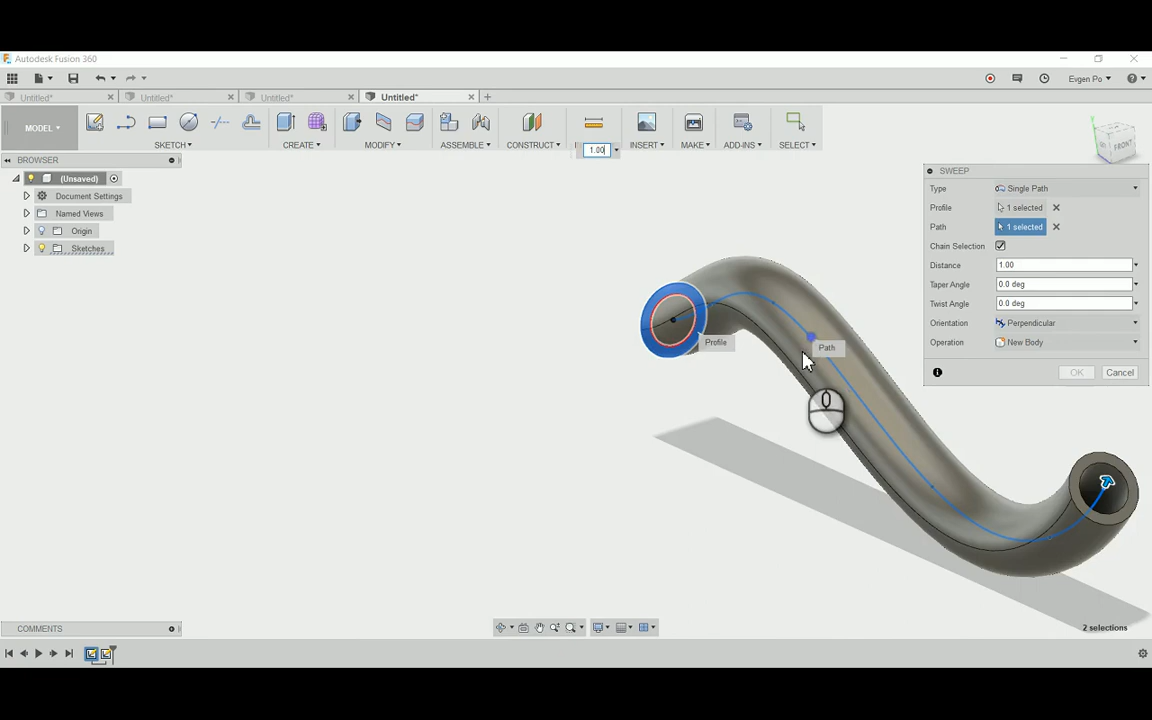 Autodesk Fusion 360
Evgen Po
Untitled*
Untitled*
Untitled*
Untitled*
MODEL
SKETCH
CREATE
MODIFY
ASSEMBLE
CONSTRUCT
INSERT
MAKE
ADD-INS
SELECT
1.00
FRONT
BROWSER
(Unsaved)
Document Settings
Named Views
Origin
Sketches
SWEEP
Type Single Path
Profile 1 selected
Path 1 selected
Chain Selection
Distance 1.00
Taper Angle 0.0 deg
Twist Angle 0.0 deg
Orientation Perpendicular
Operation New Body
OK Cancel
Profile
Path
COMMENTS
2 selections